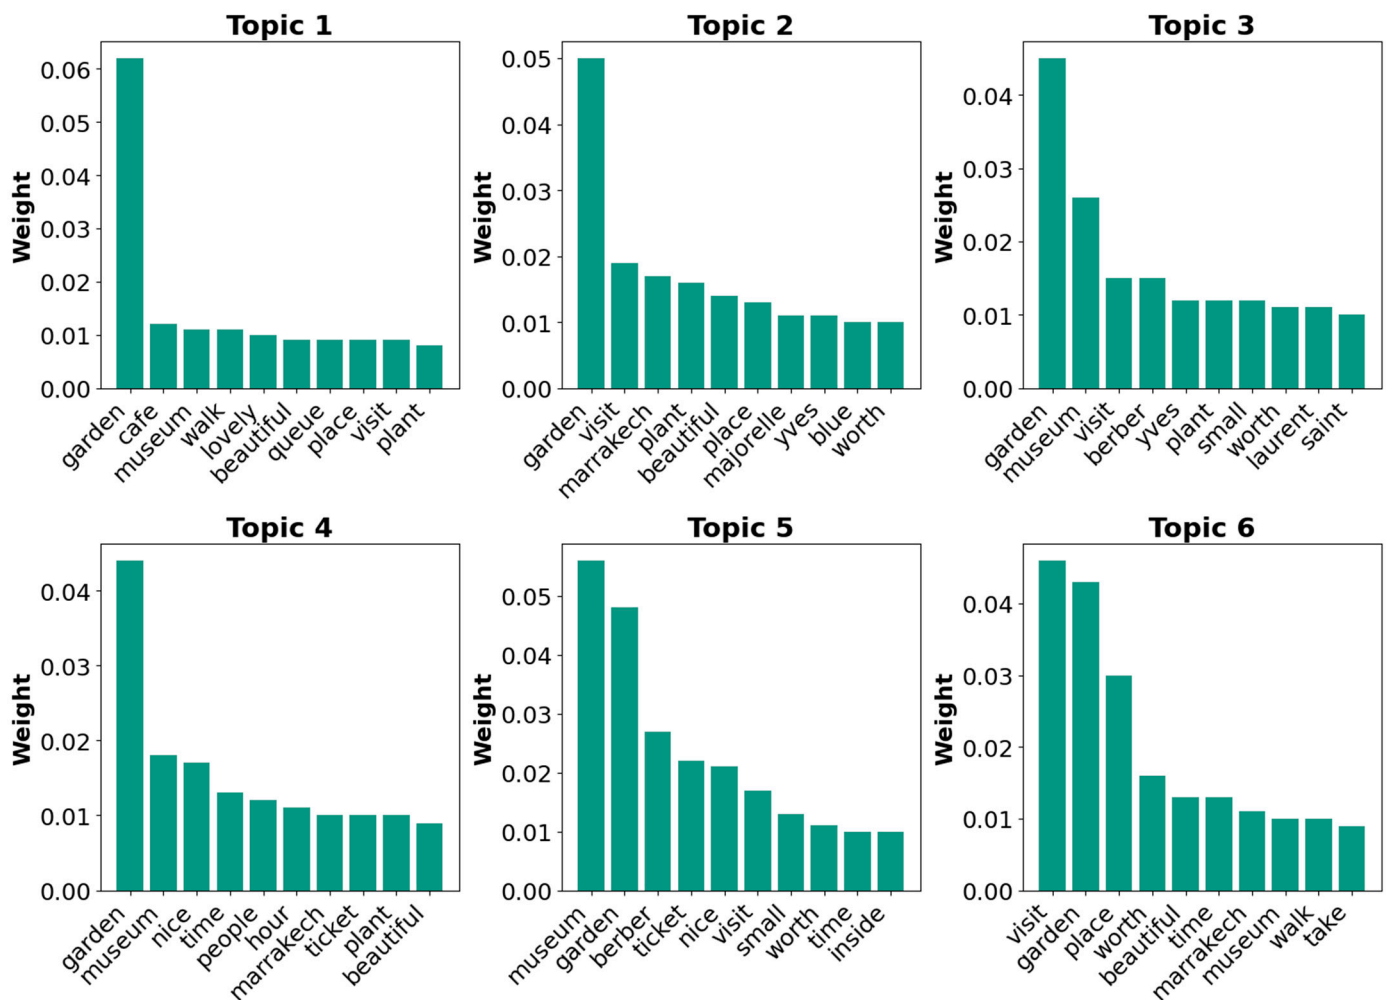 Topic 1
Weight
0.06
0.05
0.04
0.03
0.02
0.01
0.00
garden
cafe
museum
walk
lovely
beautiful
queue
place
visit
plant
Topic 2
Weight
0.05
0.04
0.03
0.02
0.01
0.00
garden
visit
marrakech
plant
beautiful
place
majorelle
yves
blue
worth
Topic 3
Weight
0.04
0.03
0.02
0.01
0.00
garden
museum
visit
berber
yves
plant
small
worth
laurent
saint
Topic 4
Weight
0.04
0.03
0.02
0.01
0.00
garden
museum
nice
time
people
hour
marrakech
ticket
plant
beautiful
Topic 5
Weight
0.05
0.04
0.03
0.02
0.01
0.00
museum
garden
berber
ticket
nice
visit
small
worth
time
inside
Topic 6
Weight
0.04
0.03
0.02
0.01
0.00
visit
garden
place
worth
beautiful
time
marrakech
museum
walk
take